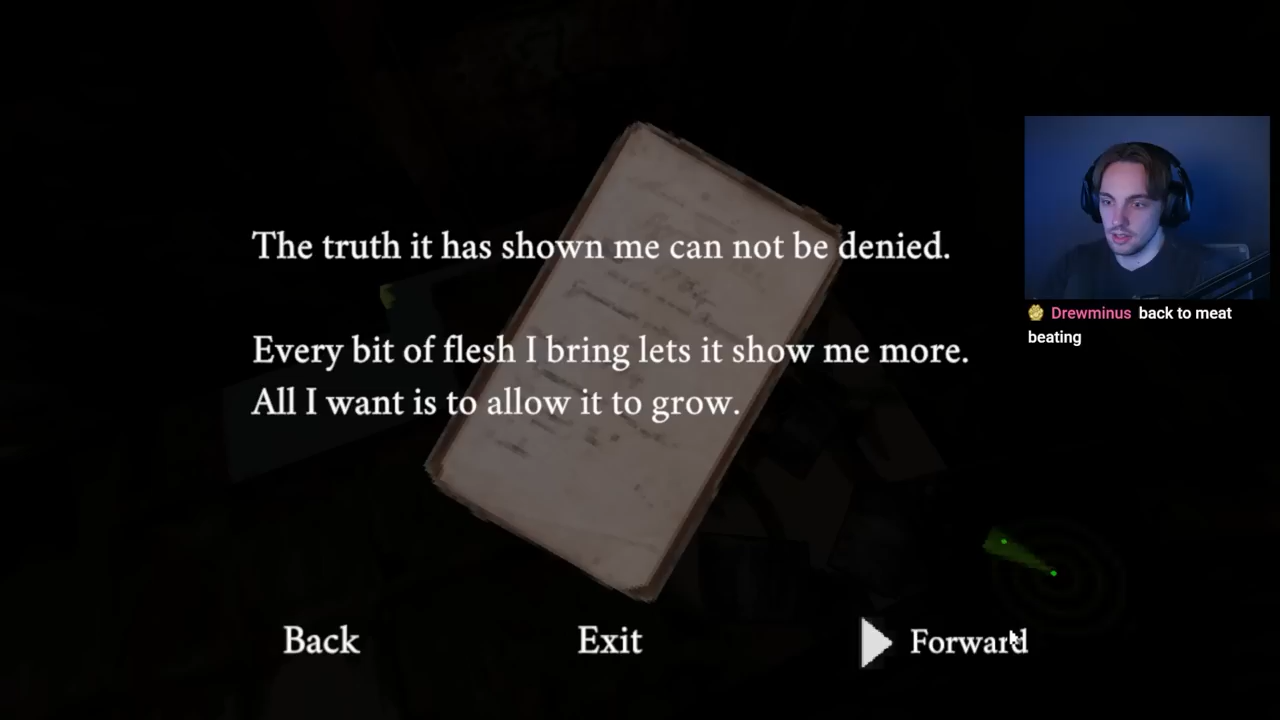 The truth it has shown me can not be denied.
Every bit of flesh I bring lets it show me more.
All I want is to allow it to grow.
Back
Exit
Forward
Drewminus back to meat
beating